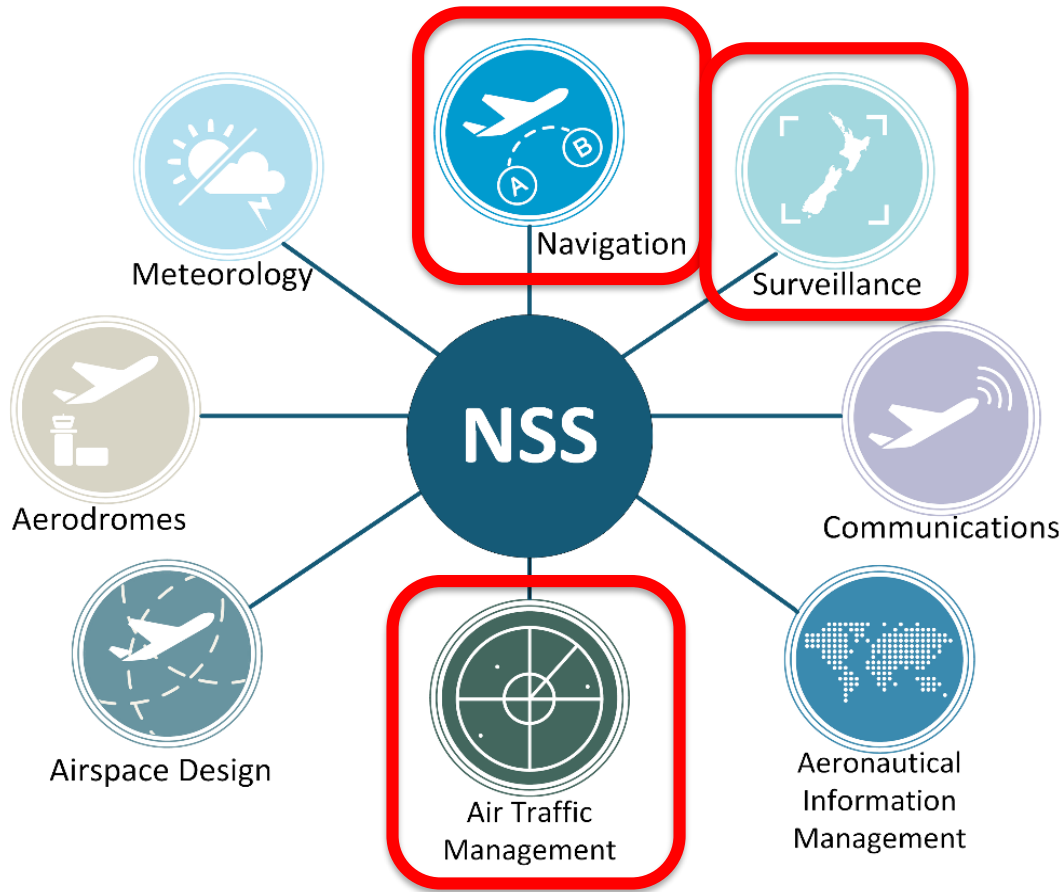 Navigation
B
A
Surveillance
Meteorology
NSS
Aerodromes
Communications
Airspace Design
Air Traffic
Management
Aeronautical
Information
Management